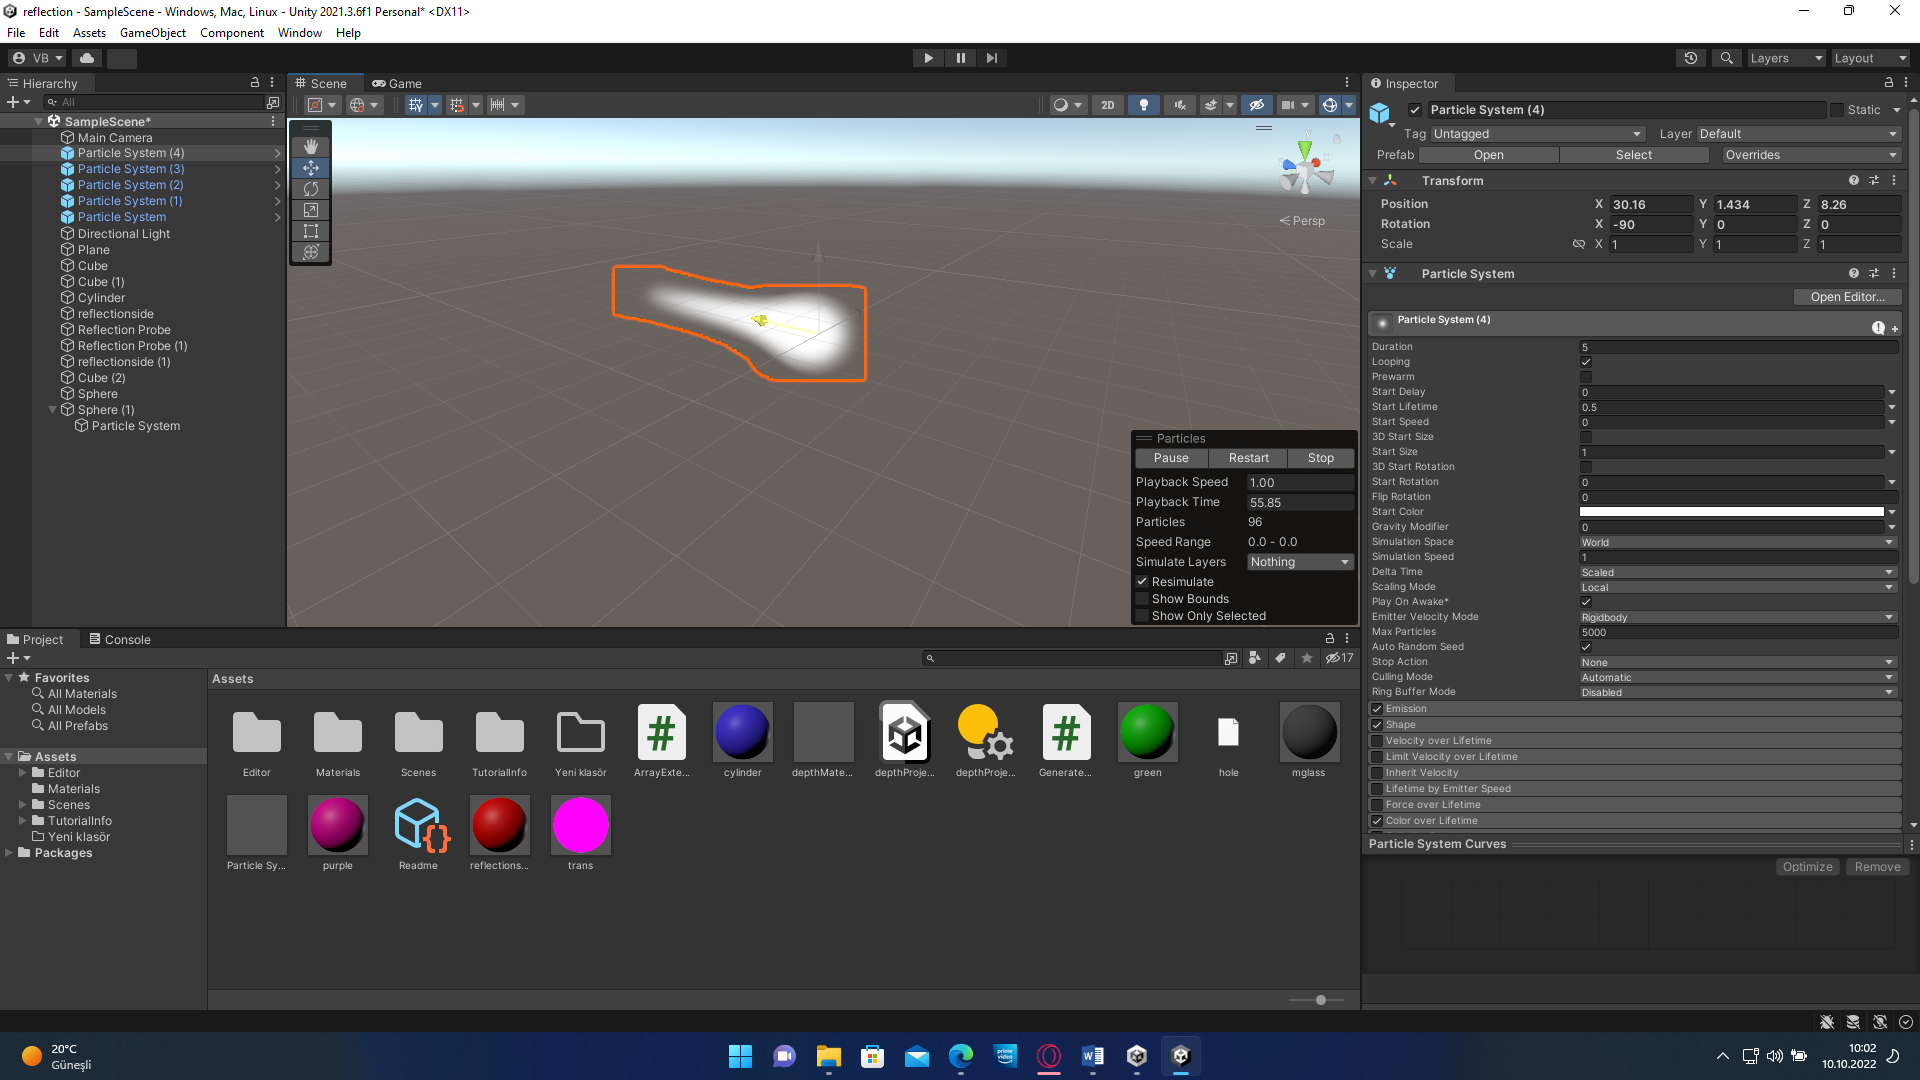 reflection - SampleScene - Windows, Mac, Linux - Unity 2021.3.6f1 Personal* <DX11>
File Edit Assets GameObject Component Window Help
VB
Layers
Layout
Hierarchy
All
SampleScene*
Main Camera
Particle System (4)
Particle System (3)
Particle System (2)
Particle System (1)
Particle System
Directional Light
Plane
Cube
Cube (1)
Cylinder
reflectionside
Reflection Probe
Reflection Probe (1)
reflectionside (1)
Cube (2)
Sphere
Sphere (1)
Particle System
Scene Game
2D
Persp
Particles
Pause Restart Stop
Playback Speed 1.00
Playback Time 55.85
Particles 96
Speed Range 0.0 - 0.0
Simulate Layers Nothing
Resimulate
Show Bounds
Show Only Selected
Inspector
Particle System (4) Static
Tag Untagged Layer Default
Prefab Open Select Overrides
Transform
Position X 30.16 Y 1.434 Z 8.26
Rotation X -90 Y 0 Z 0
Scale X 1 Y 1 Z 1
Particle System
Open Editor...
Particle System (4)
Duration 5
Looping
Prewarm
Start Delay 0
Start Lifetime 0.5
Start Speed 0
3D Start Size
Start Size 1
3D Start Rotation
Start Rotation 0
Flip Rotation 0
Start Color
Gravity Modifier 0
Simulation Space World
Simulation Speed 1
Delta Time Scaled
Scaling Mode Local
Play On Awake*
Emitter Velocity Mode Rigidbody
Max Particles 5000
Auto Random Seed
Stop Action None
Culling Mode Automatic
Ring Buffer Mode Disabled
Emission
Shape
Velocity over Lifetime
Limit Velocity over Lifetime
Inherit Velocity
Lifetime by Emitter Speed
Force over Lifetime
Color over Lifetime
Particle System Curves
Optimize Remove
Project Console
17
Favorites
All Materials
All Models
All Prefabs
Assets
Editor
Materials
Scenes
TutorialInfo
Yeni klasör
Packages
Assets
Editor Materials Scenes TutorialInfo Yeni klasör ArrayExte... cylinder depthMate... depthProje... depthProje... Generate... green hole mglass
Particle Sy... purple Readme reflections... trans
20°C
Güneşli
prime video
10:02
10.10.2022